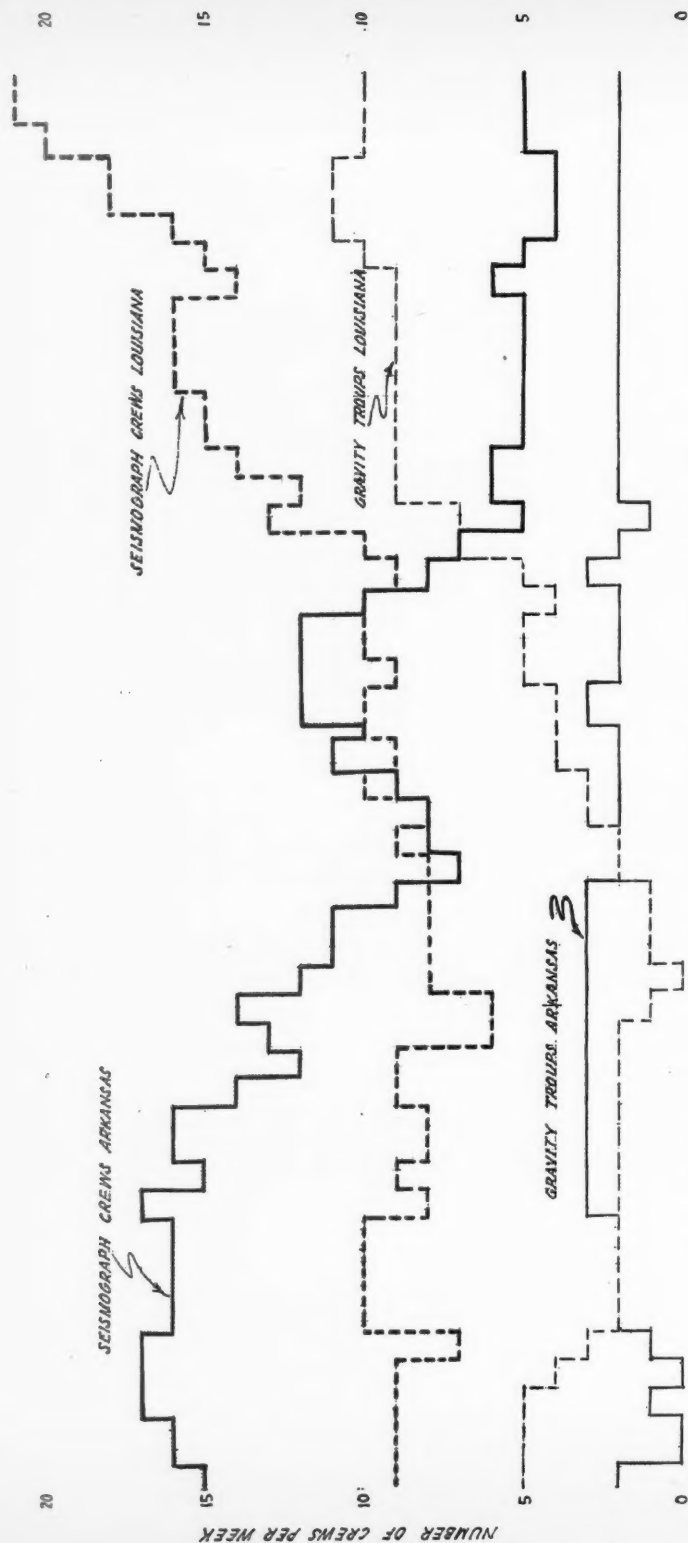 20
15
.10
5
0
SEISMOGRAPH CREWS LOUISIANA
GRAVITY TROUPS LOUISIANA
SEISMOGRAPH CREWS ARKANSAS
GRAVITY TROUPS ARKANSAS 3
20
15
10
5
0
NUMBER OF CREWS PER WEEK